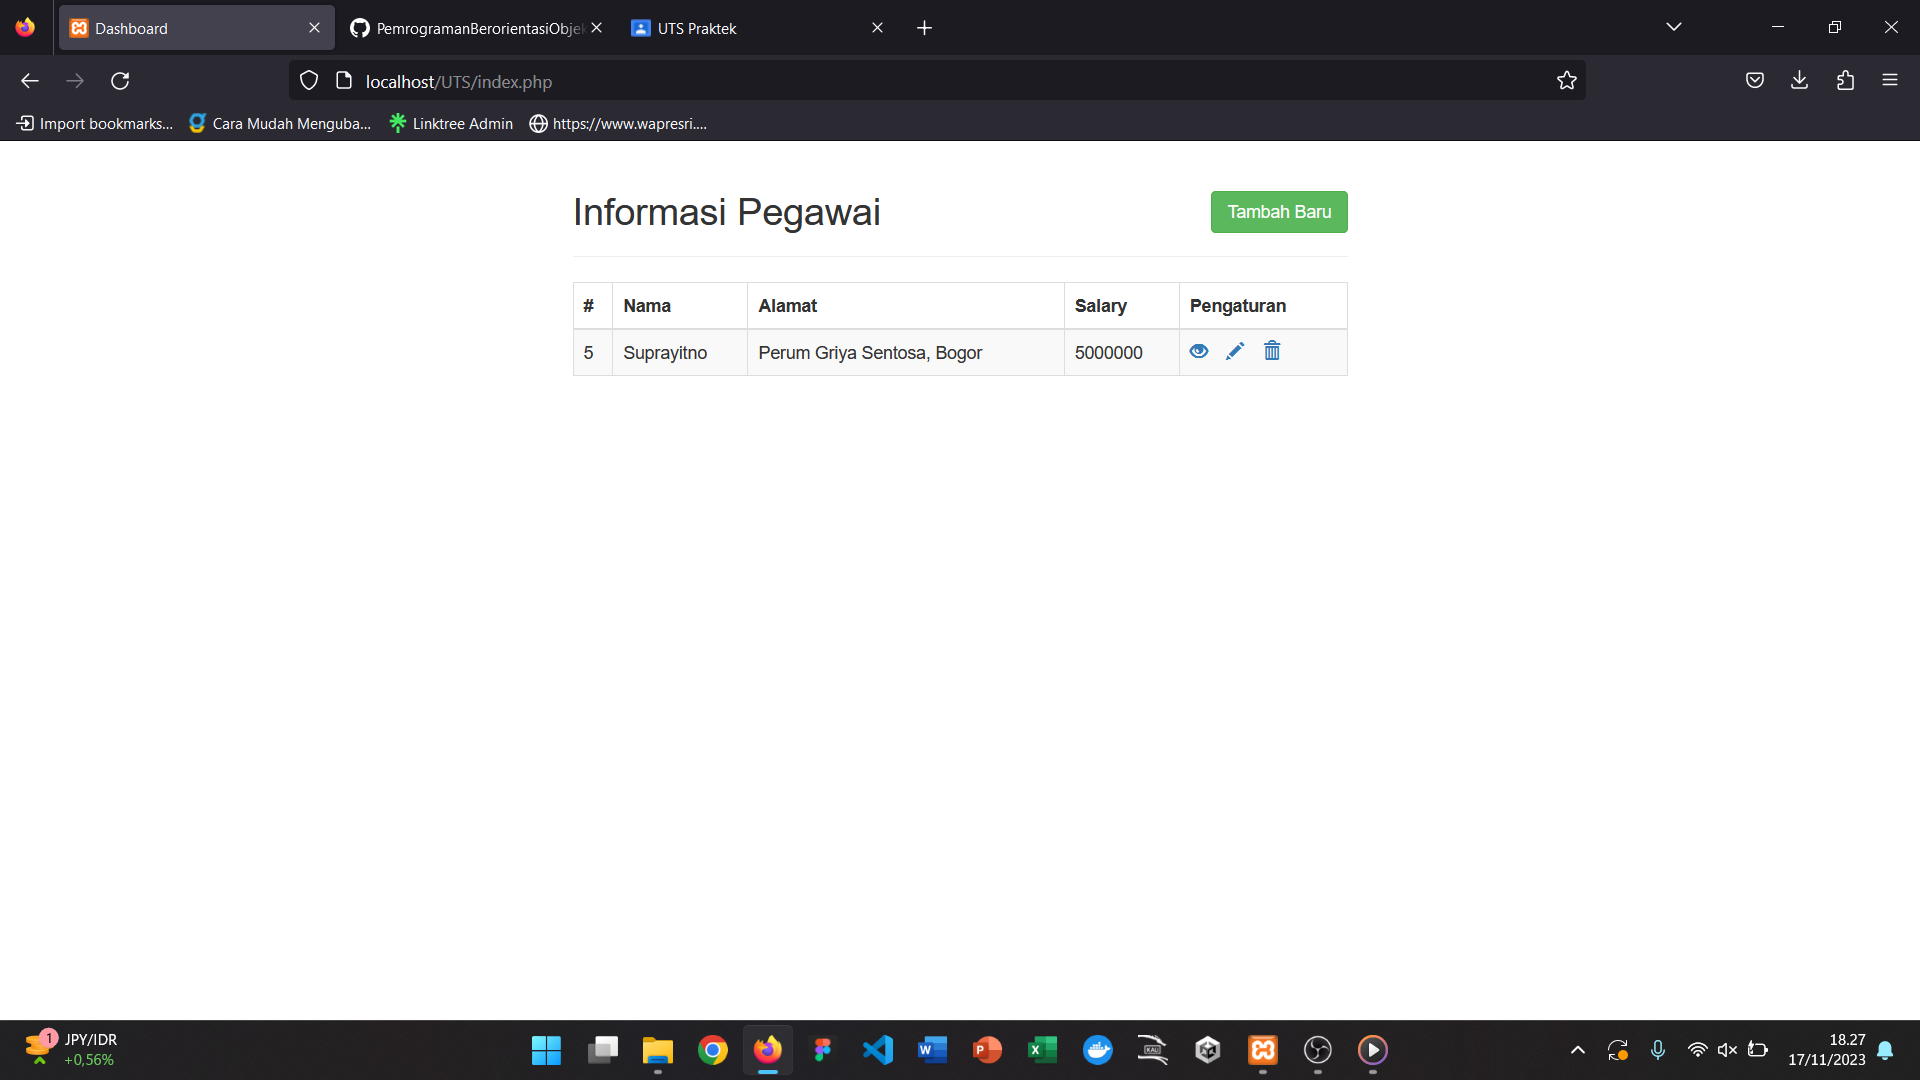 Dashboard
PemrogramanBerorientasiObjek
UTS Praktek
localhost/UTS/index.php
Import bookmarks...
Cara Mudah Menguba...
Linktree Admin
https://www.wapresri....
Informasi Pegawai
Tambah Baru
# Nama Alamat Salary Pengaturan
5 Suprayitno Perum Griya Sentosa, Bogor 5000000
1
JPY/IDR
+0,56%
18.27
17/11/2023